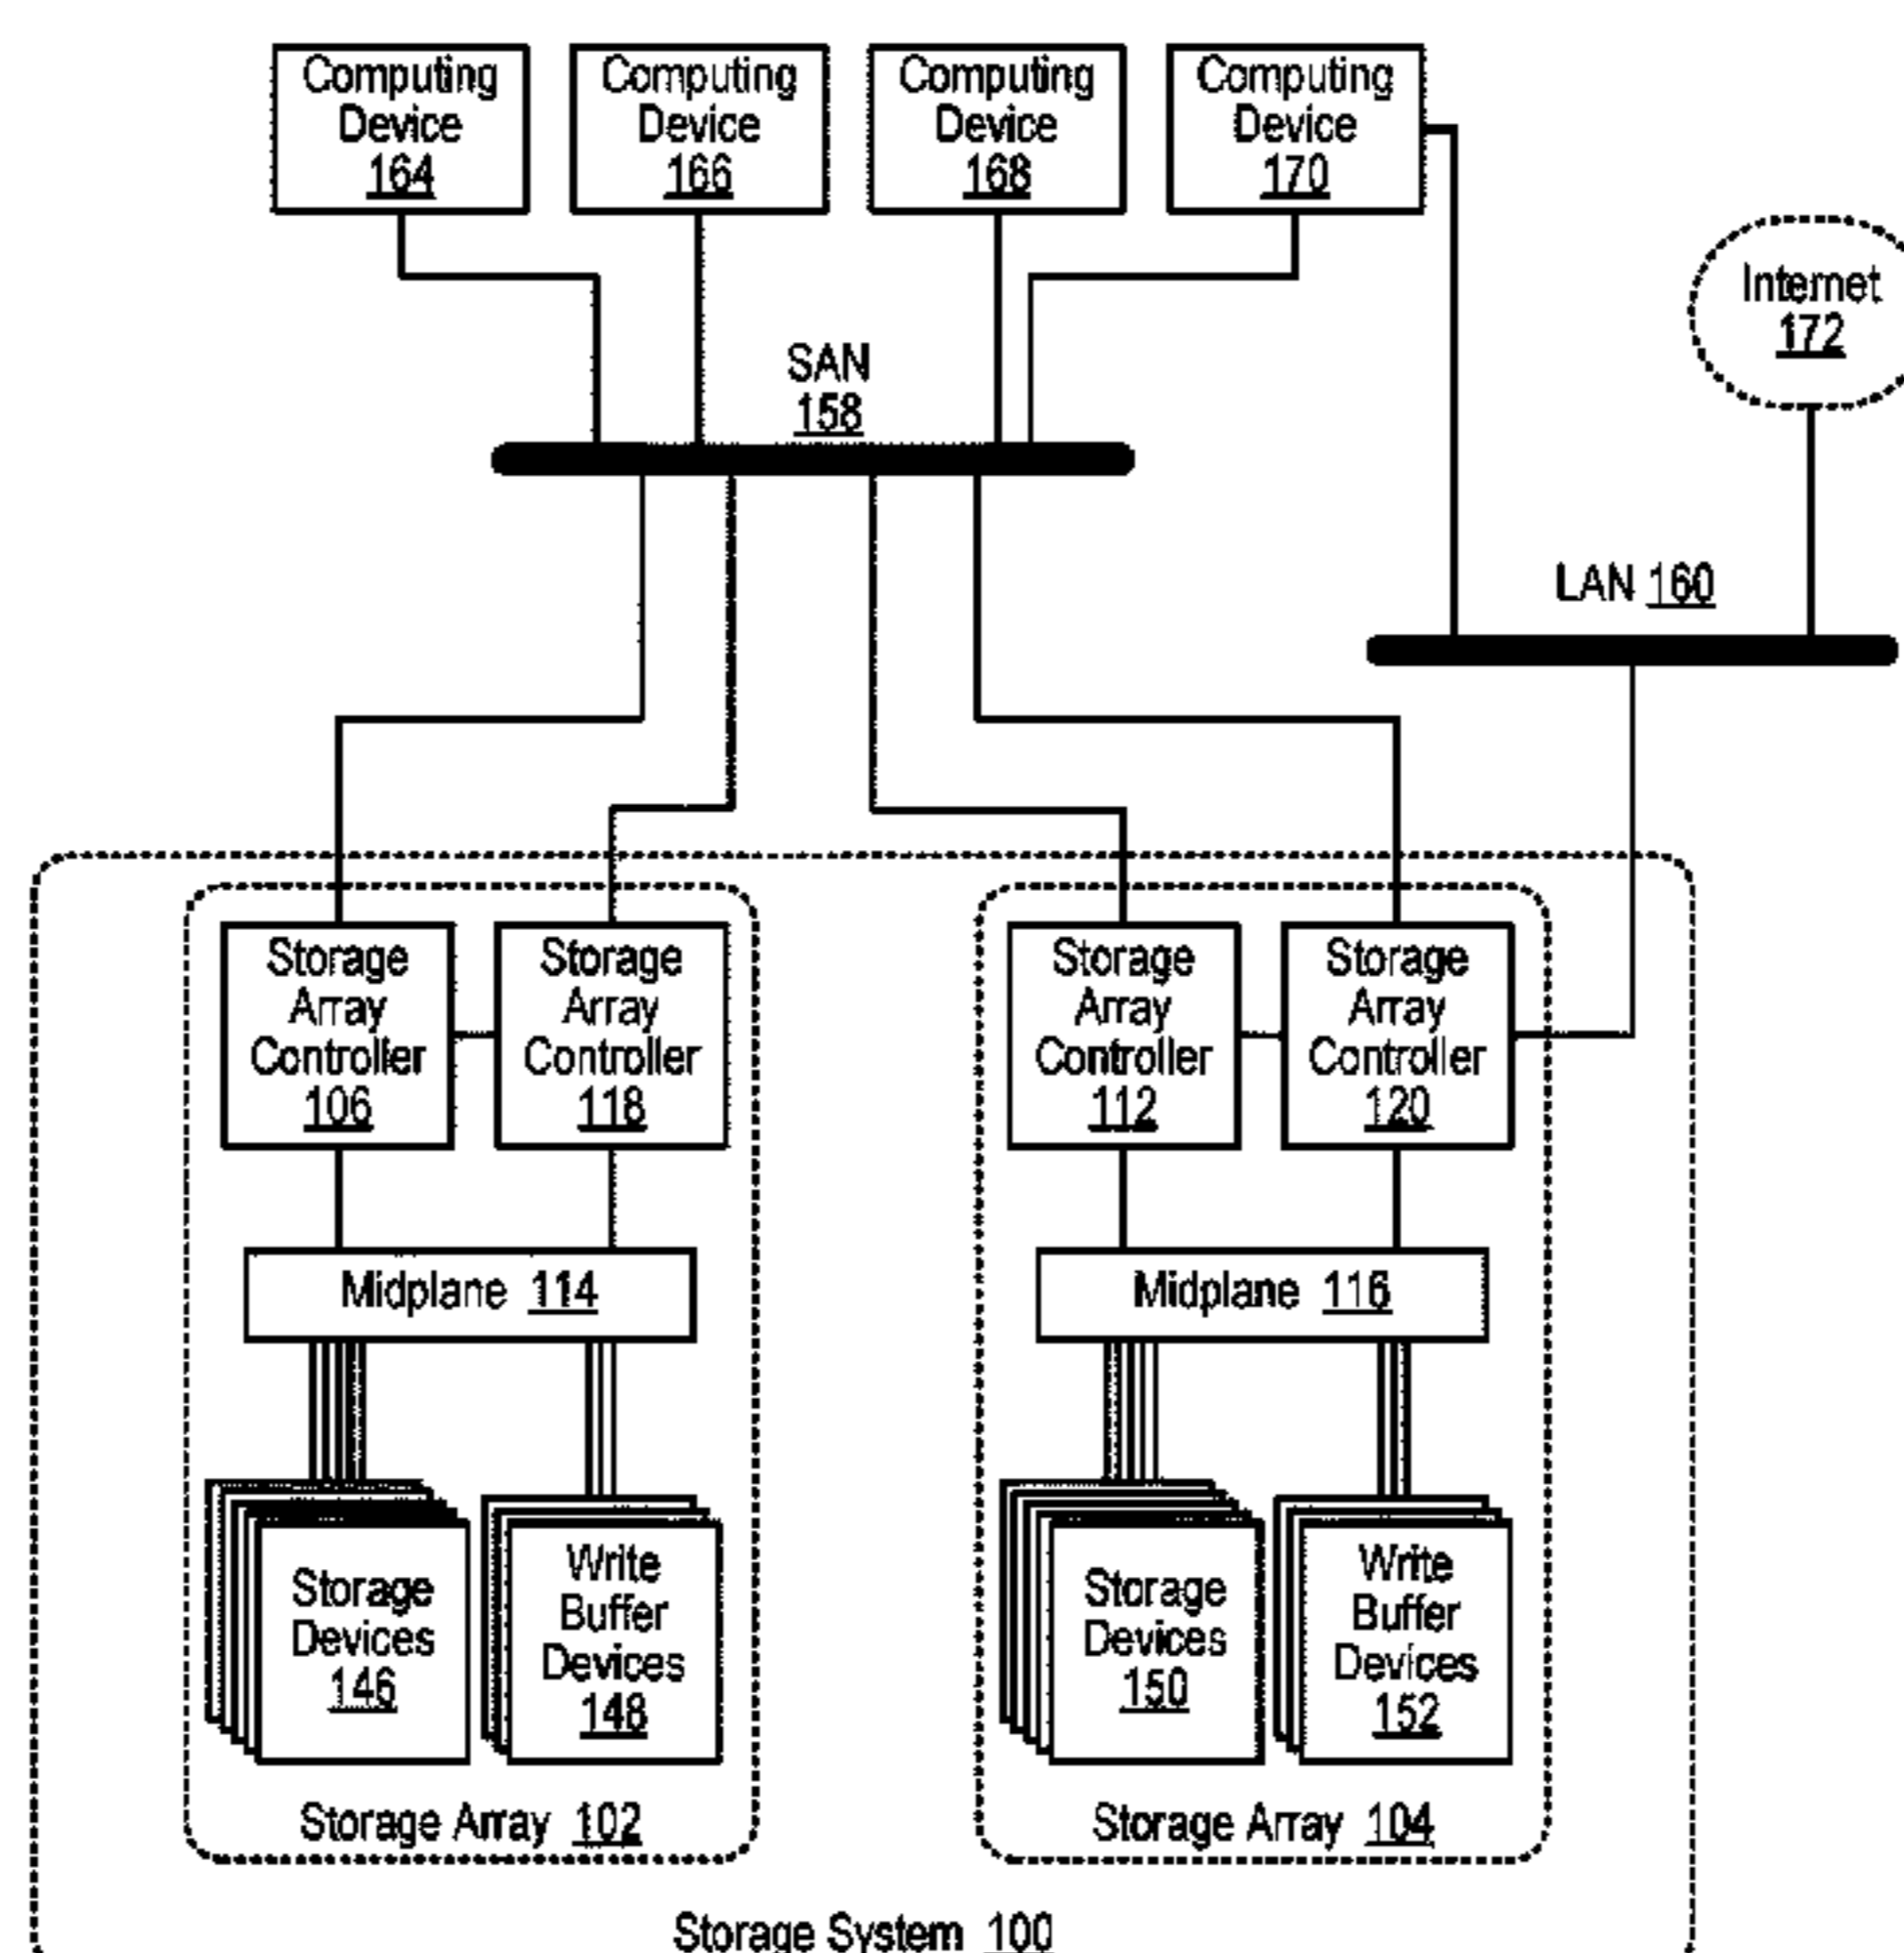 Computing
Device
164
Computing
Device
166
Computing
Device
168
Computing
Device
170
Internet
172
SAN
158
LAN 160
Storage
Array
Controller
106
Storage
Array
Controller
118
Storage
Array
Controller
112
Storage
Array
Controller
120
Midplane 114
Midplane 116
Storage
Devices
146
Write
Buffer
Devices
148
Storage
Devices
150
Write
Buffer
Devices
152
Storage Array 102
Storage Array 104
Storage System 100